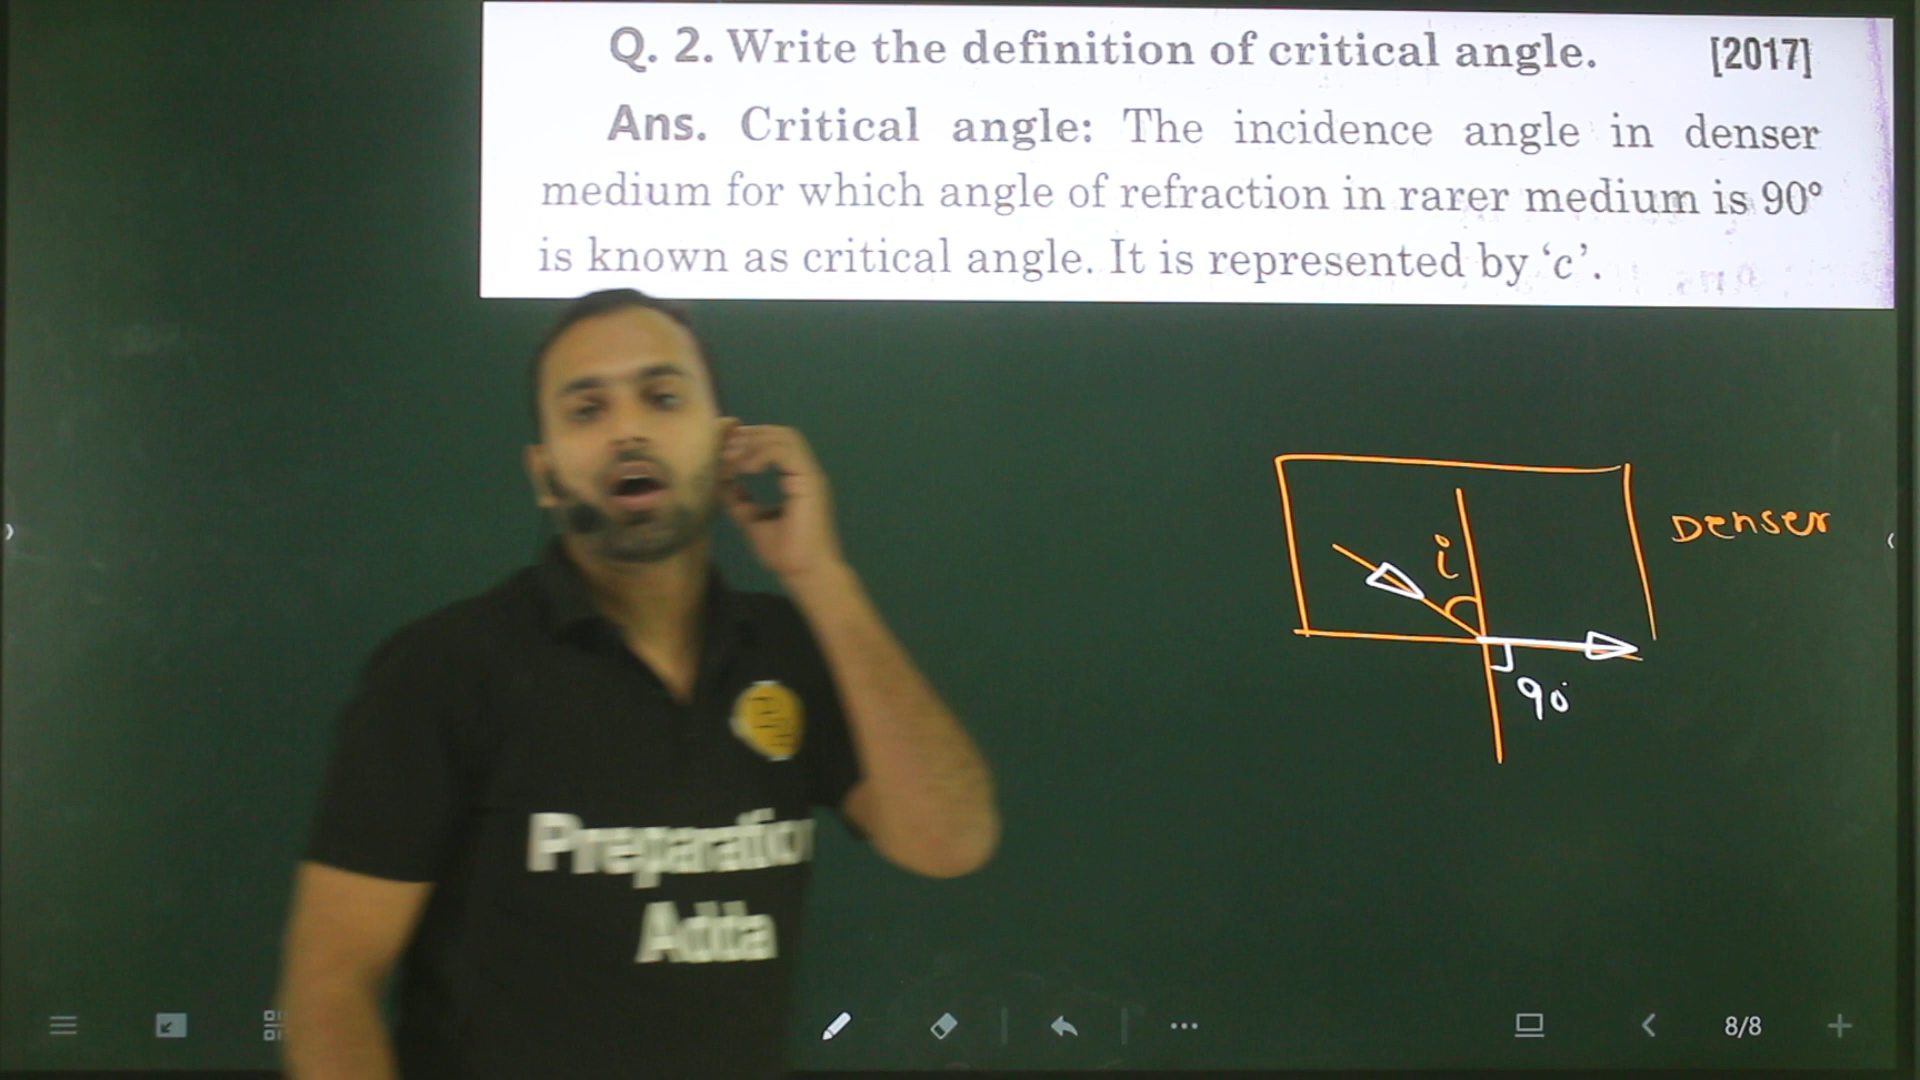 Q. 2. Write the definition of critical angle. [2017]
Ans. Critical angle: The incidence angle in denser
medium for which angle of refraction in rarer medium is 90°
is known as critical angle. It is represented by ‘c’.
Denser
i
90°
Preparation
Adda
8/8